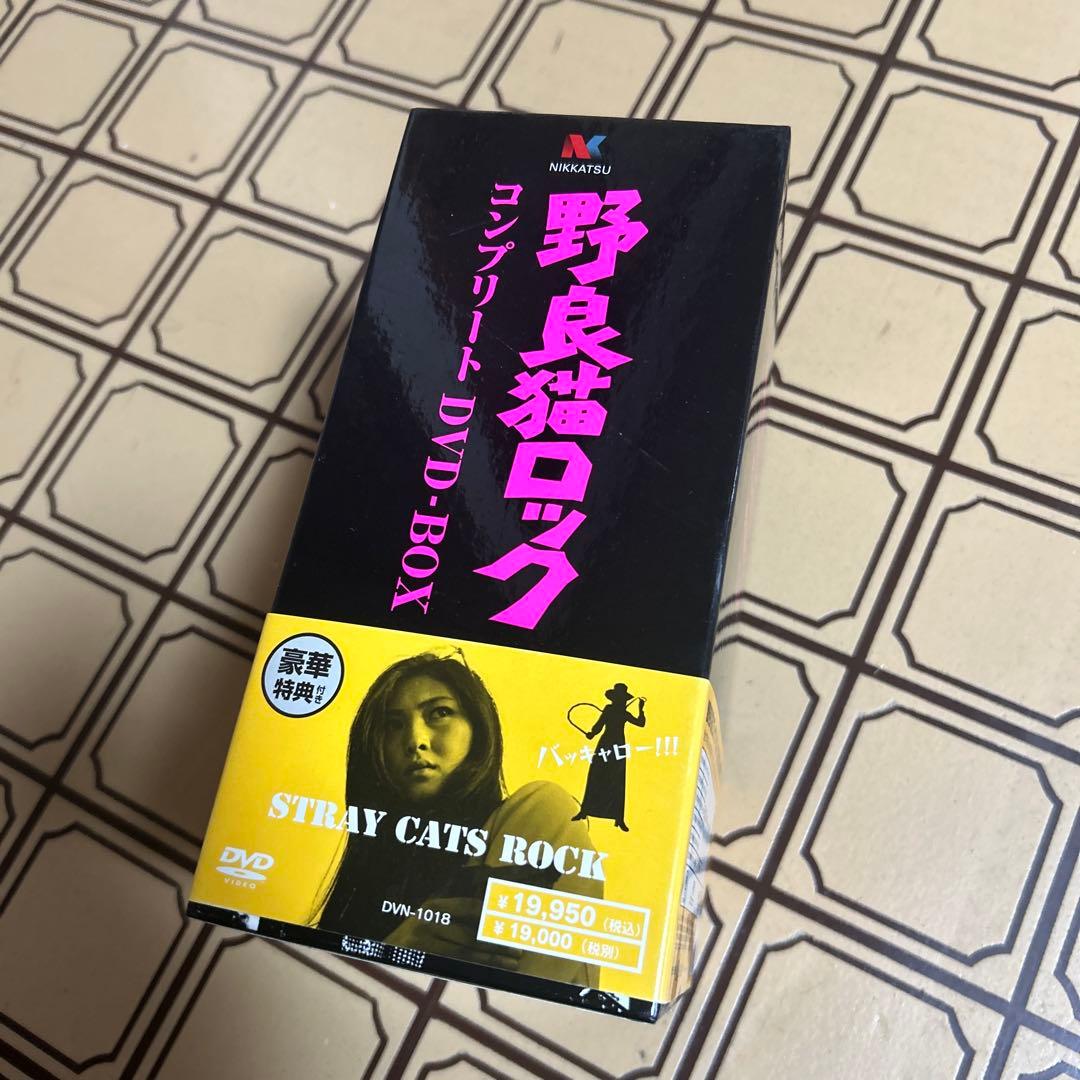 NIKKATSU
野良猫ロック
コンプリート DVD-BOX
豪華
特典付き
バッキャロー!!!
STRAY CATS ROCK
DVD
VIDEO
DVN-1018
¥19,950（税込）
¥19,000（税別）